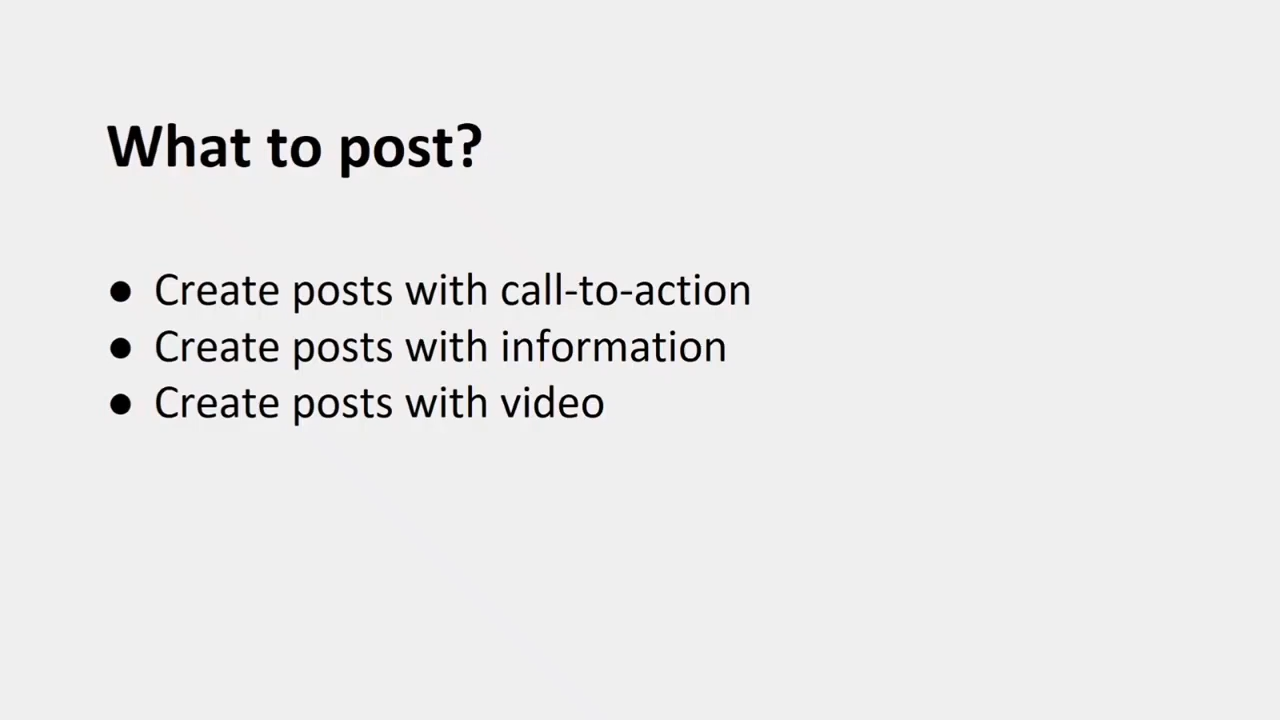 What to post?
● Create posts with call-to-action
● Create posts with information
● Create posts with video